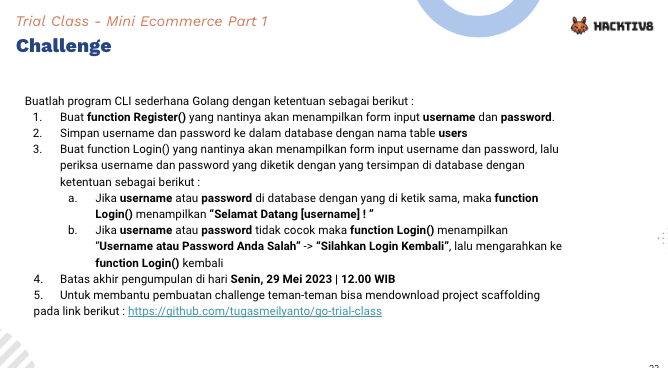 Trial Class - Mini Ecommerce Part 1
HACKTIV8
Challenge
Buatlah program CLI sederhana Golang dengan ketentuan sebagai berikut :
1. Buat function Register() yang nantinya akan menampilkan form input username dan password.
2. Simpan username dan password ke dalam database dengan nama table users
3. Buat function Login() yang nantinya akan menampilkan form input username dan password, lalu
periksa username dan password yang diketik dengan yang tersimpan di database dengan
ketentuan sebagai berikut :
a. Jika username atau password di database dengan yang di ketik sama, maka function
Login() menampilkan “Selamat Datang [username] ! ”
b. Jika username atau password tidak cocok maka function Login() menampilkan
“Username atau Password Anda Salah” -> “Silahkan Login Kembali”, lalu mengarahkan ke
function Login() kembali
4. Batas akhir pengumpulan di hari Senin, 29 Mei 2023 | 12.00 WIB
5. Untuk membantu pembuatan challenge teman-teman bisa mendownload project scaffolding
pada link berikut : https://github.com/tugasmeilyanto/go-trial-class